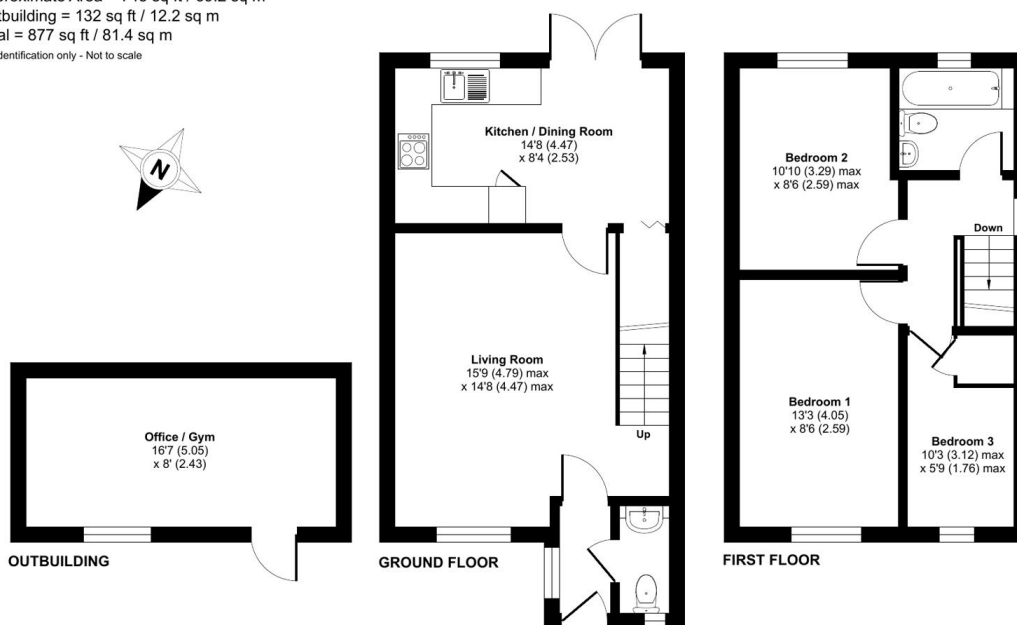 tbuilding = 132 sq ft / 12.2 sq m
al = 877 sq ft / 81.4 sq m
dentification only - Not to scale
N
Kitchen / Dining Room
14'8 (4.47)
x 8'4 (2.53)
Bedroom 2
10'10 (3.29) max
x 8'6 (2.59) max
Down
Living Room
15'9 (4.79) max
x 14'8 (4.47) max
Up
Bedroom 1
13'3 (4.05)
x 8'6 (2.59)
Bedroom 3
10'3 (3.12) max
x 5'9 (1.76) max
Office / Gym
16'7 (5.05)
x 8' (2.43)
OUTBUILDING
GROUND FLOOR
FIRST FLOOR